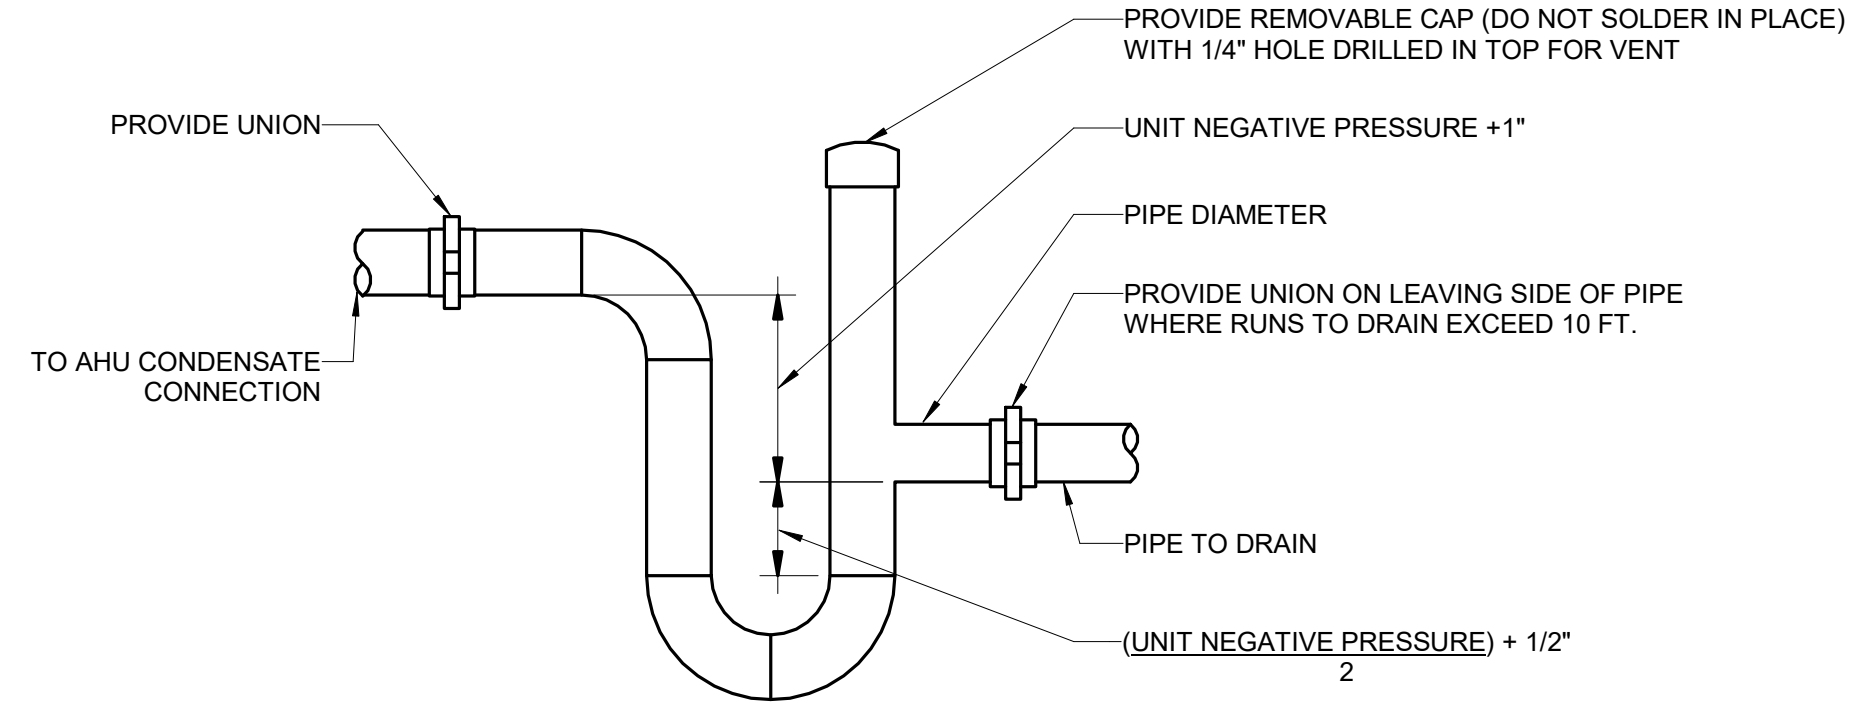 PROVIDE REMOVABLE CAP (DO NOT SOLDER IN PLACE)
WITH 1/4" HOLE DRILLED IN TOP FOR VENT
PROVIDE UNION
UNIT NEGATIVE PRESSURE +1"
PIPE DIAMETER
PROVIDE UNION ON LEAVING SIDE OF PIPE
WHERE RUNS TO DRAIN EXCEED 10 FT.
TO AHU CONDENSATE
CONNECTION
PIPE TO DRAIN
(UNIT NEGATIVE PRESSURE) + 1/2"
2